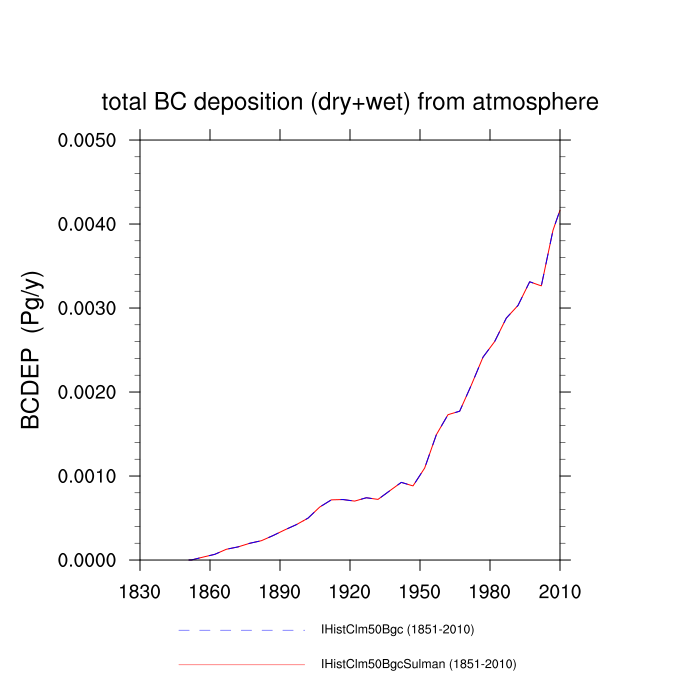 total BC deposition (dry+wet) from atmosphere
BCDEP (Pg/y)
0.0050
0.0040
0.0030
0.0020
0.0010
0.0000
1830 1860 1890 1920 1950 1980 2010
IHistClm50Bgc (1851-2010)
IHistClm50BgcSulman (1851-2010)